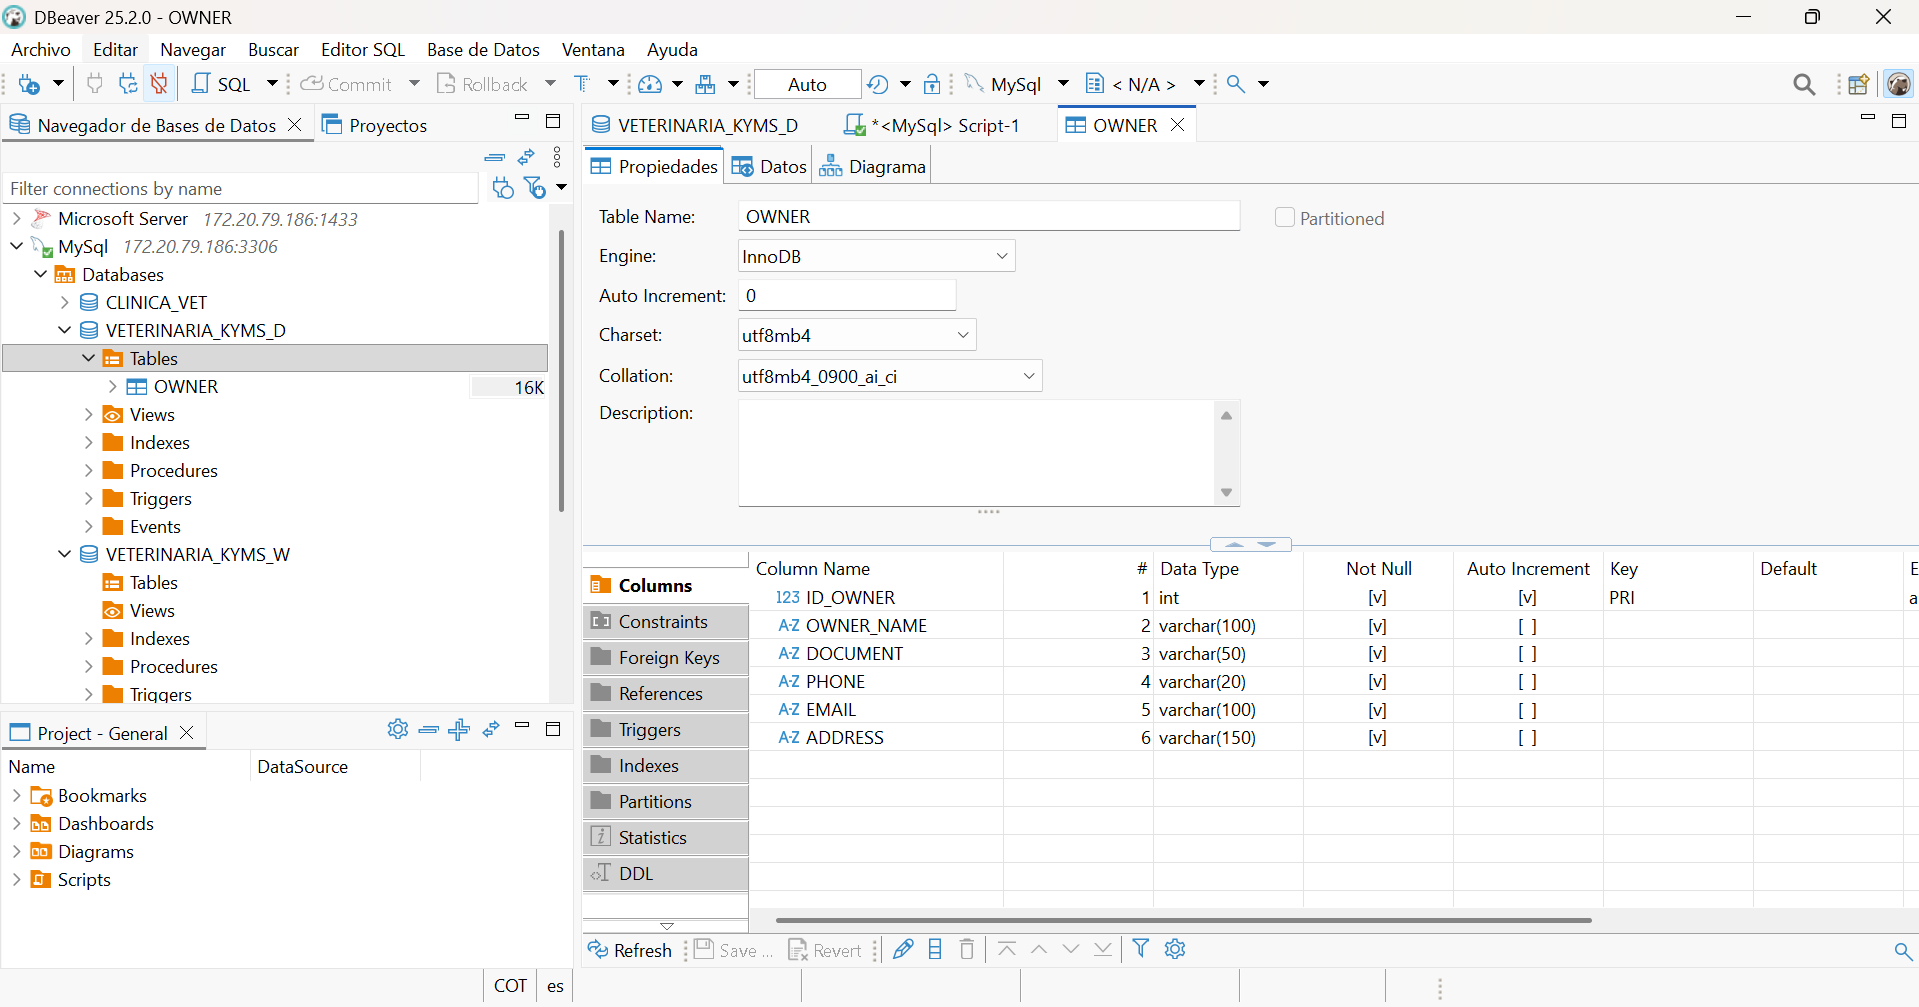 DBeaver 25.2.0 - OWNER
Archivo Editar Navegar Buscar Editor SQL Base de Datos Ventana Ayuda
SQL Commit Rollback T Auto MySql < N/A >
Navegador de Bases de Datos Proyectos
Filter connections by name
Microsoft Server 172.20.79.186:1433
MySql 172.20.79.186:3306
Databases
CLINICA_VET
VETERINARIA_KYMS_D
Tables
OWNER 16K
Views
Indexes
Procedures
Triggers
Events
VETERINARIA_KYMS_W
Tables
Views
Indexes
Procedures
Triggers
Project - General
Name DataSource
Bookmarks
Dashboards
Diagrams
Scripts
VETERINARIA_KYMS_D *<MySql> Script-1 OWNER
Propiedades Datos Diagrama
Table Name: OWNER Partitioned
Engine: InnoDB
Auto Increment: 0
Charset: utf8mb4
Collation: utf8mb4_0900_ai_ci
Description:
Columns
Constraints
Foreign Keys
References
Triggers
Indexes
Partitions
Statistics
DDL
Column Name # Data Type Not Null Auto Increment Key Default E
123 ID_OWNER 1 int [v] [v] PRI a
A-Z OWNER_NAME 2 varchar(100) [v] [ ]
A-Z DOCUMENT 3 varchar(50) [v] [ ]
A-Z PHONE 4 varchar(20) [v] [ ]
A-Z EMAIL 5 varchar(100) [v] [ ]
A-Z ADDRESS 6 varchar(150) [v] [ ]
Refresh Save ... Revert
COT es